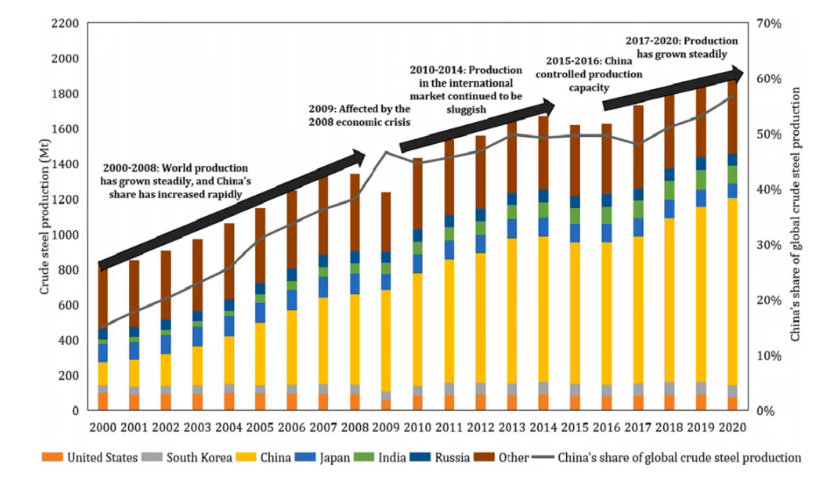 2200
2000
1800
1600
1400
1200
1000
800
600
400
200
0
Crude steel production (Mt)
70%
60%
50%
40%
30%
20%
10%
0%
China's share of global crude steel production
2000-2008: World production
has grown steadily, and China's
share has increased rapidly
2009: Affected by the
2008 economic crisis
2010-2014: Production
in the international
market continued to be
sluggish
2015-2016: China
controlled production
capacity
2017-2020: Production
has grown steadily
2000 2001 2002 2003 2004 2005 2006 2007 2008 2009 2010 2011 2012 2013 2014 2015 2016 2017 2018 2019 2020
United States South Korea China Japan India Russia Other China's share of global crude steel production